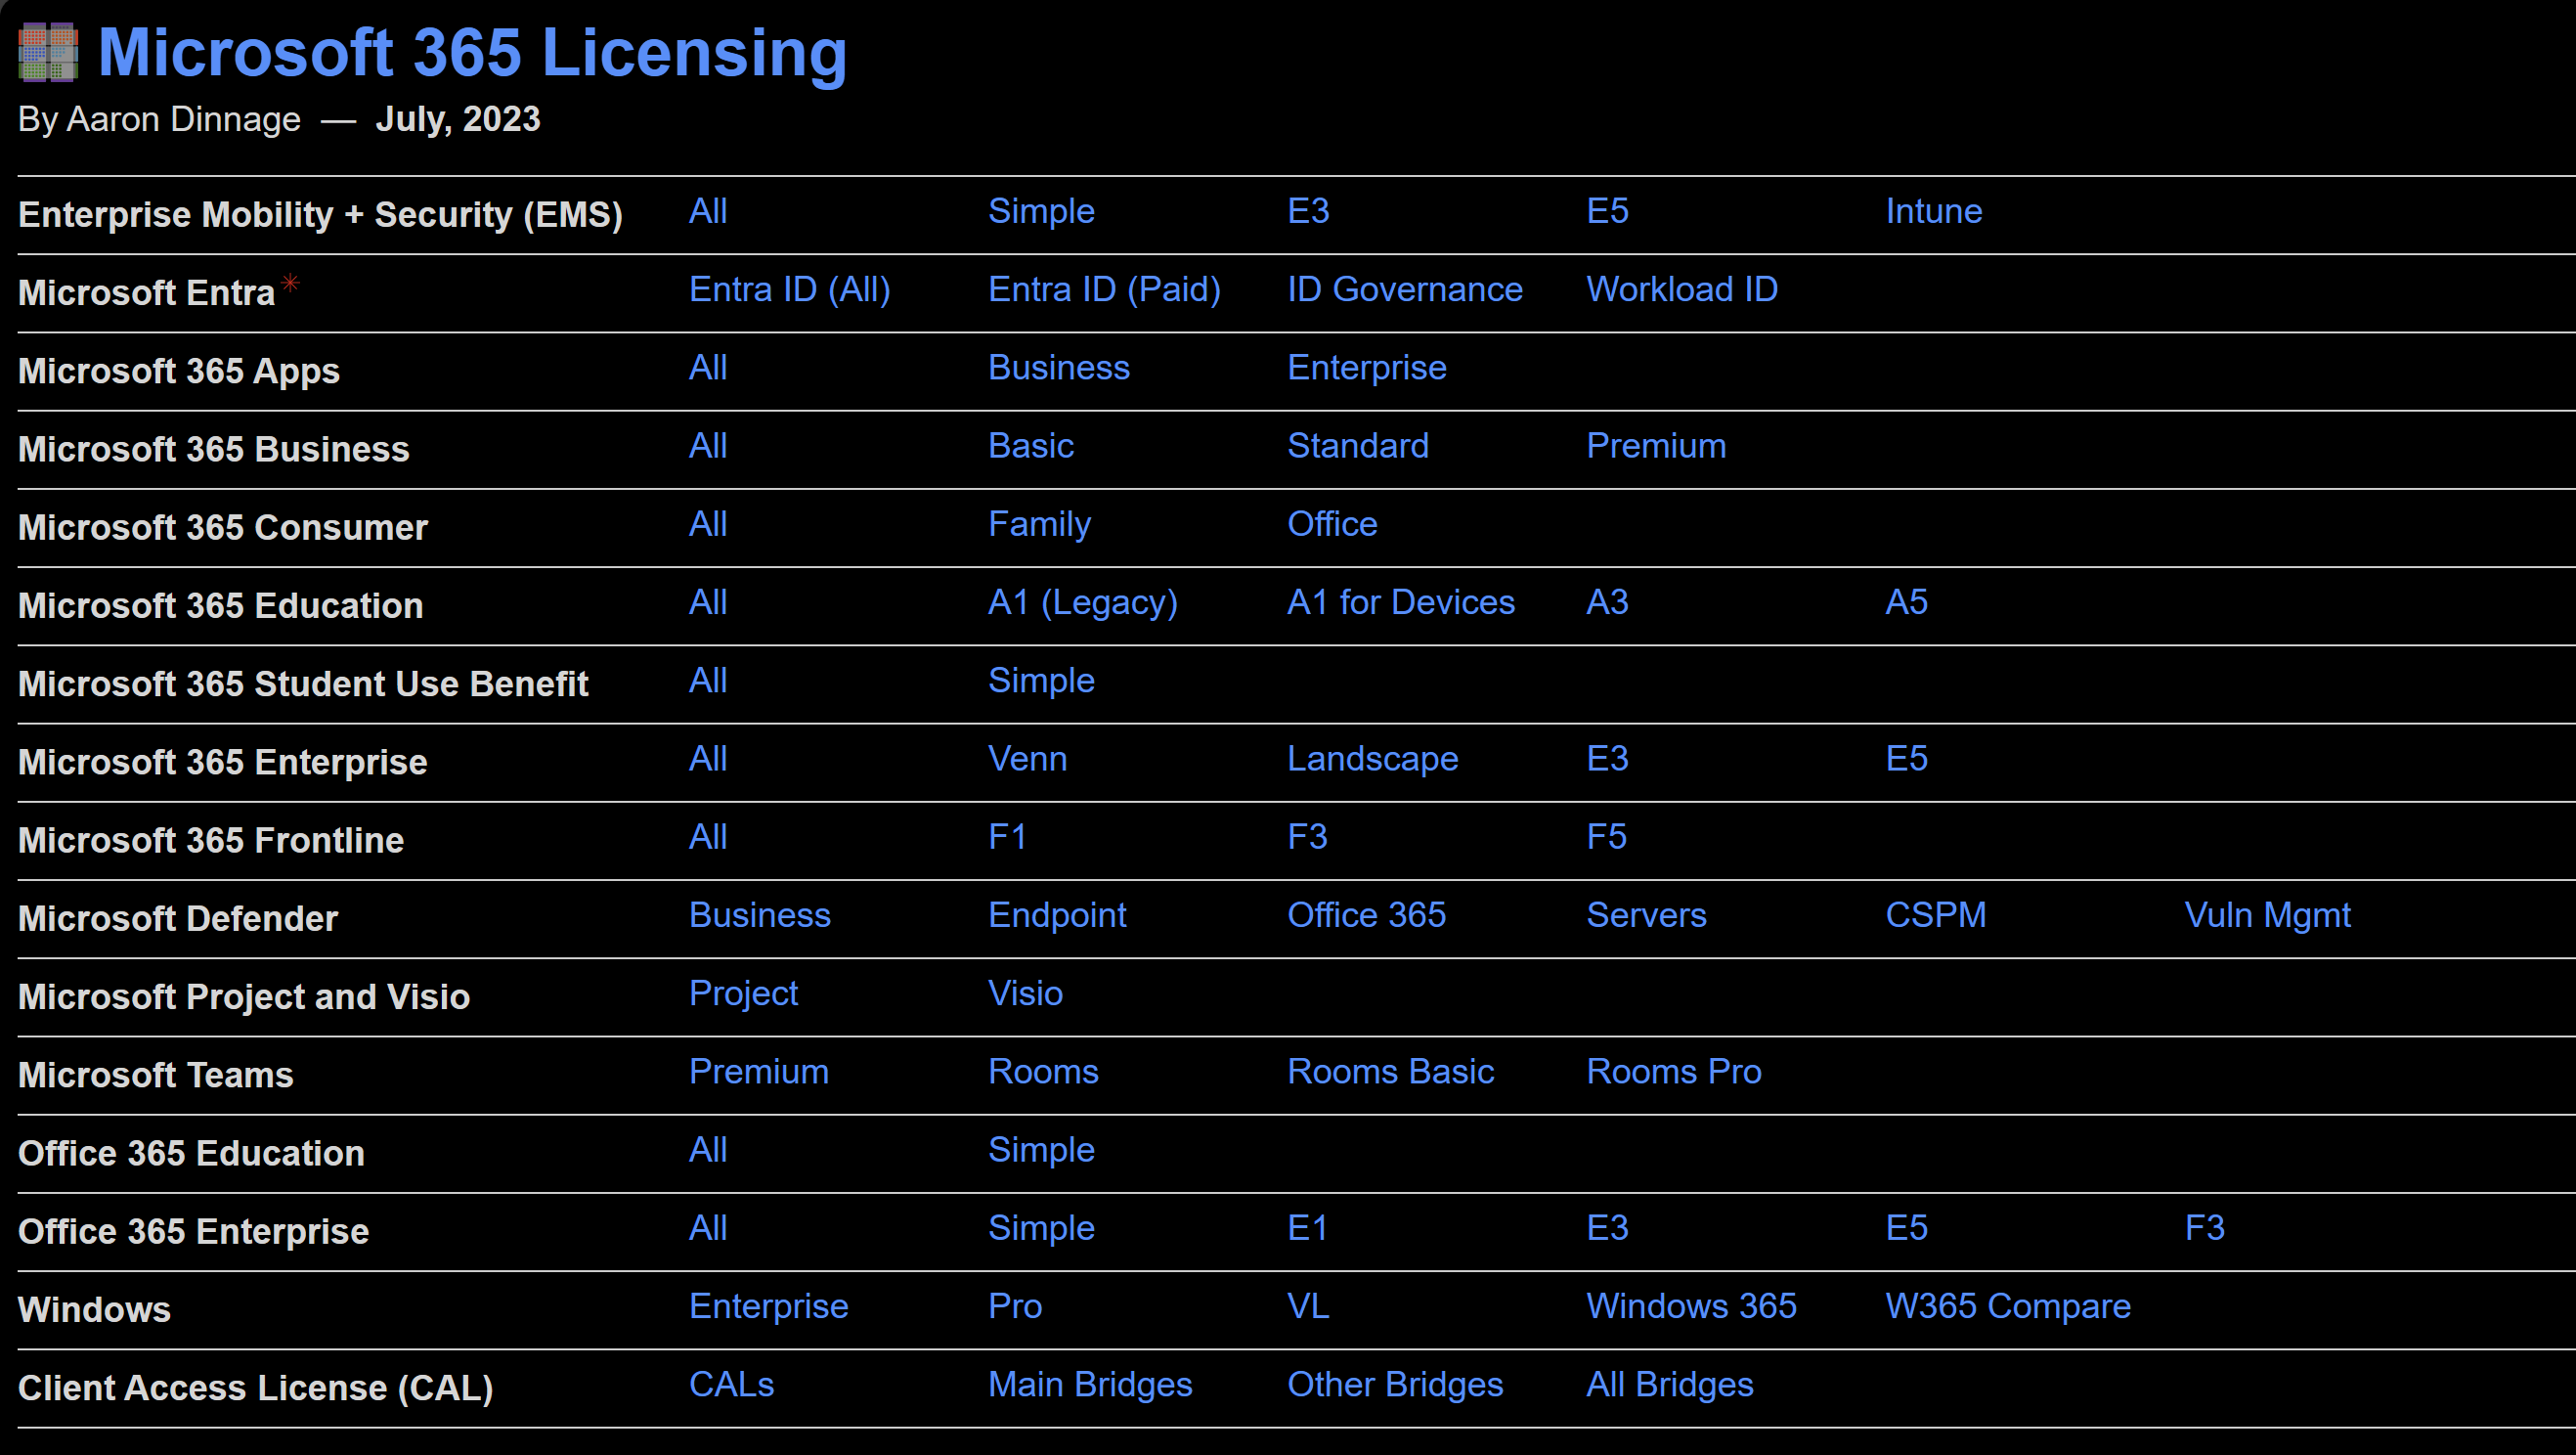 Microsoft 365 Licensing
By Aaron Dinnage — July, 2023
Enterprise Mobility + Security (EMS) All Simple E3 E5 Intune
Microsoft Entra✳ Entra ID (All) Entra ID (Paid) ID Governance Workload ID
Microsoft 365 Apps All Business Enterprise
Microsoft 365 Business All Basic Standard Premium
Microsoft 365 Consumer All Family Office
Microsoft 365 Education All A1 (Legacy) A1 for Devices A3 A5
Microsoft 365 Student Use Benefit All Simple
Microsoft 365 Enterprise All Venn Landscape E3 E5
Microsoft 365 Frontline All F1 F3 F5
Microsoft Defender Business Endpoint Office 365 Servers CSPM Vuln Mgmt
Microsoft Project and Visio Project Visio
Microsoft Teams Premium Rooms Rooms Basic Rooms Pro
Office 365 Education All Simple
Office 365 Enterprise All Simple E1 E3 E5 F3
Windows Enterprise Pro VL Windows 365 W365 Compare
Client Access License (CAL) CALs Main Bridges Other Bridges All Bridges